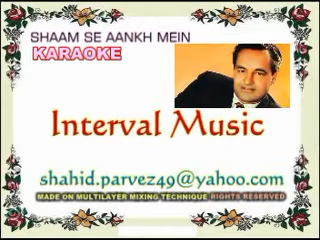 SHAAM SE AANKH MEIN
KARAOKE
Interval Music
shahid.parvez49@yahoo.com
MADE ON MULTILAYER MIXING TECHNIQUE RIGHTS RESERVED